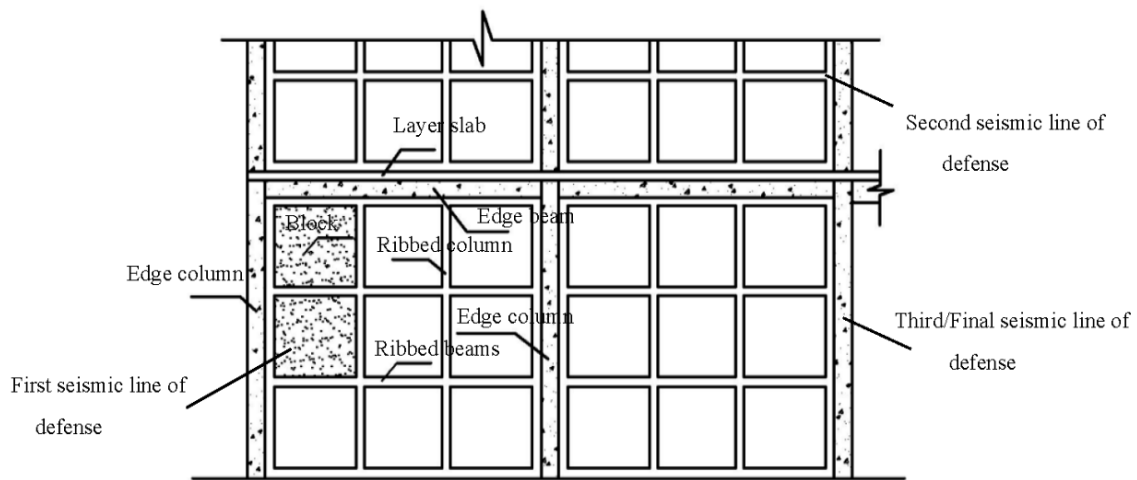 Layer slab
Second seismic line of
defense
Edge beam
Block
Ribbed column
Edge column
Edge column
Third/Final seismic line of
defense
Ribbed beams
First seismic line of
defense